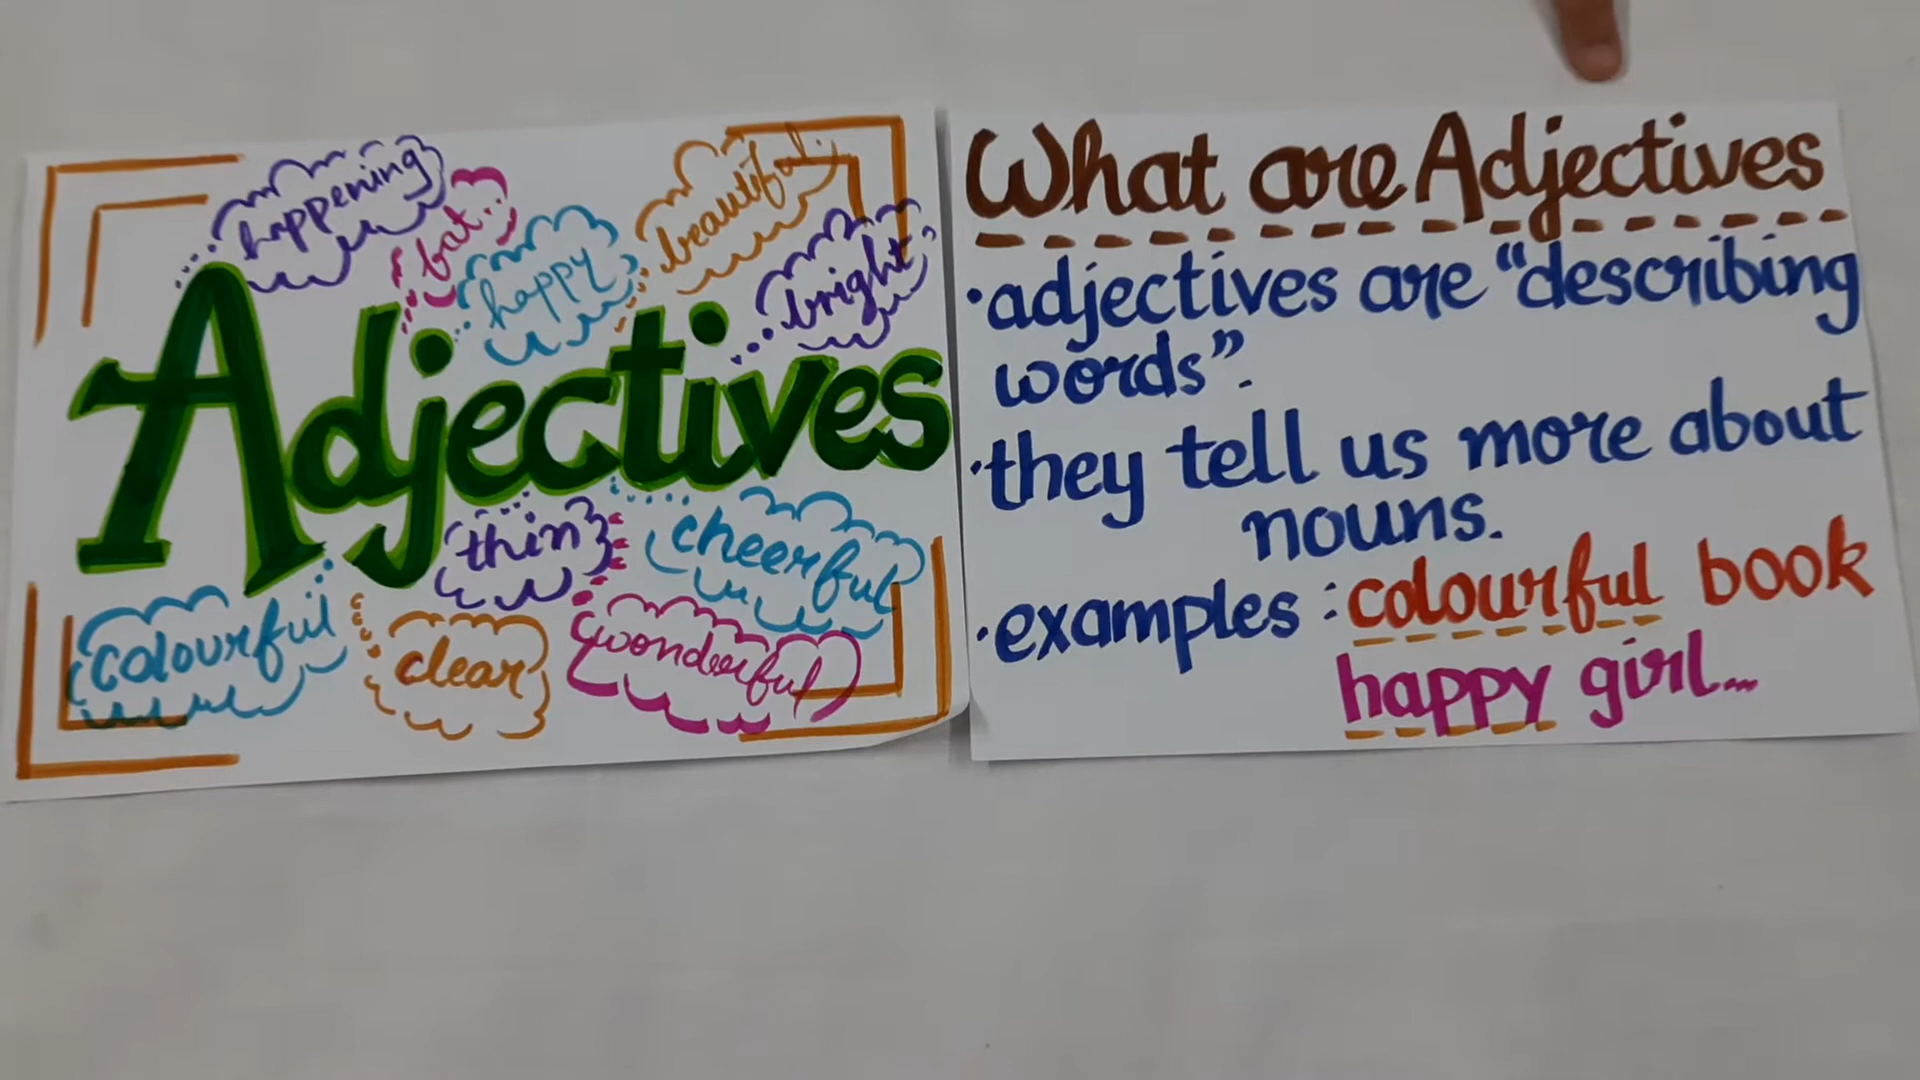 happening
fat..
happy
beautiful.
bright
Adjectives
thin
cheerful
colourful
clear
wonderful
What are Adjectives
•adjectives are "describing
words".
•they tell us more about
nouns.
•examples : colourful book
happy girl...